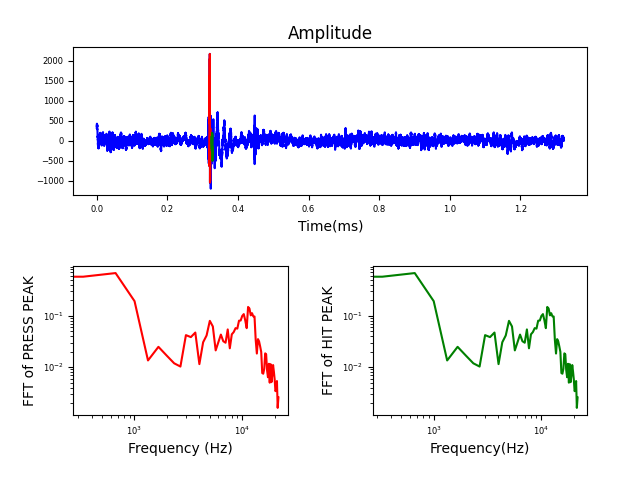 Amplitude
2000
1500
1000
500
0
−500
−1000
0.0 0.2 0.4 0.6 0.8 1.0 1.2
Time(ms)
FFT of PRESS PEAK
10⁻¹
10⁻²
10³ 10⁴
Frequency (Hz)
FFT of HIT PEAK
10⁻¹
10⁻²
10³ 10⁴
Frequency(Hz)